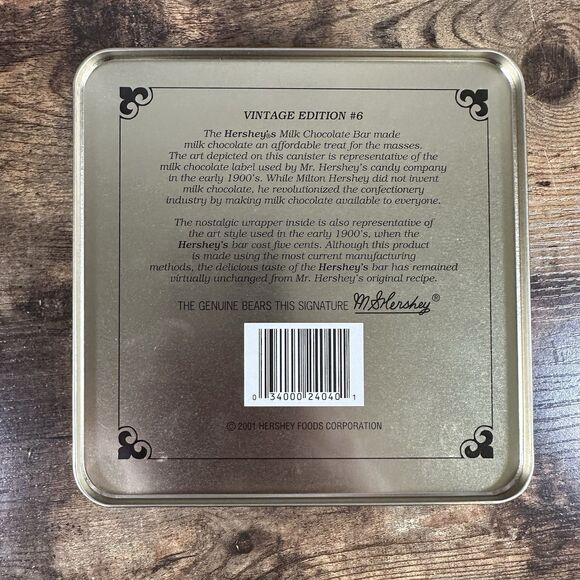 VINTAGE EDITION #6
The Hershey's Milk Chocolate Bar made
milk chocolate an affordable treat for the masses.
The art depicted on this canister is representative of the
milk chocolate label used by Mr. Hershey's candy company
in the early 1900's. While Milton Hershey did not invent
milk chocolate, he revolutionized the confectionery
industry by making milk chocolate available to everyone.
The nostalgic wrapper inside is also representative of
the art style used in the early 1900's, when the
Hershey's bar cost five cents. Although this product
is made using the most current manufacturing
methods, the delicious taste of the Hershey's bar has remained
virtually unchanged from Mr. Hershey's original recipe.
THE GENUINE BEARS THIS SIGNATURE M.S. Hershey®
0 34000 24040 1
© 2001 HERSHEY FOODS CORPORATION